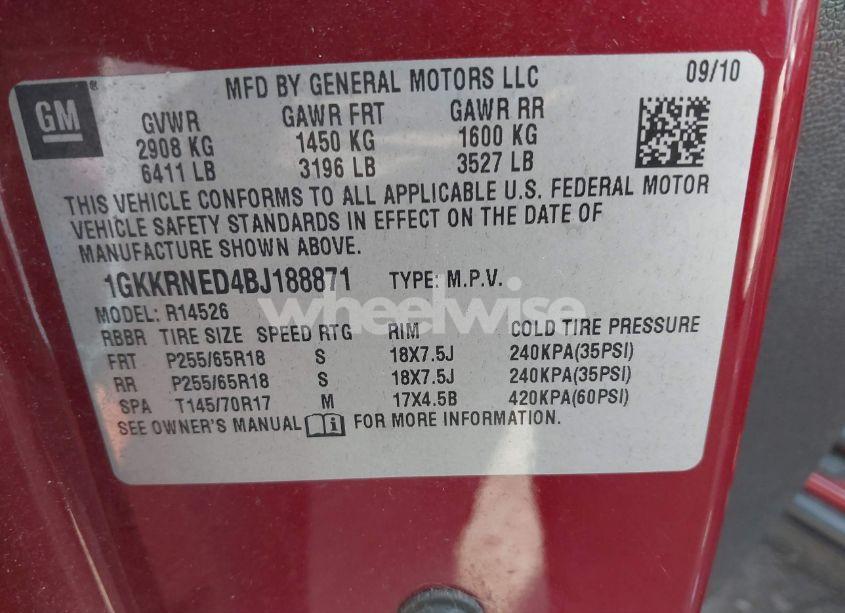 MFD BY GENERAL MOTORS LLC 09/10
GM
GVWR GAWR FRT GAWR RR
2908 KG 1450 KG 1600 KG
6411 LB 3196 LB 3527 LB
THIS VEHICLE CONFORMS TO ALL APPLICABLE U.S. FEDERAL MOTOR
VEHICLE SAFETY STANDARDS IN EFFECT ON THE DATE OF
MANUFACTURE SHOWN ABOVE.
1GKKRNED4BJ188871 TYPE: M.P.V.
wheelwise
MODEL: R14526
RBBR TIRE SIZE SPEED RTG RIM COLD TIRE PRESSURE
FRT P255/65R18 S 18X7.5J 240KPA(35PSI)
RR P255/65R18 S 18X7.5J 240KPA(35PSI)
SPA T145/70R17 M 17X4.5B 420KPA(60PSI)
SEE OWNER'S MANUAL FOR MORE INFORMATION.